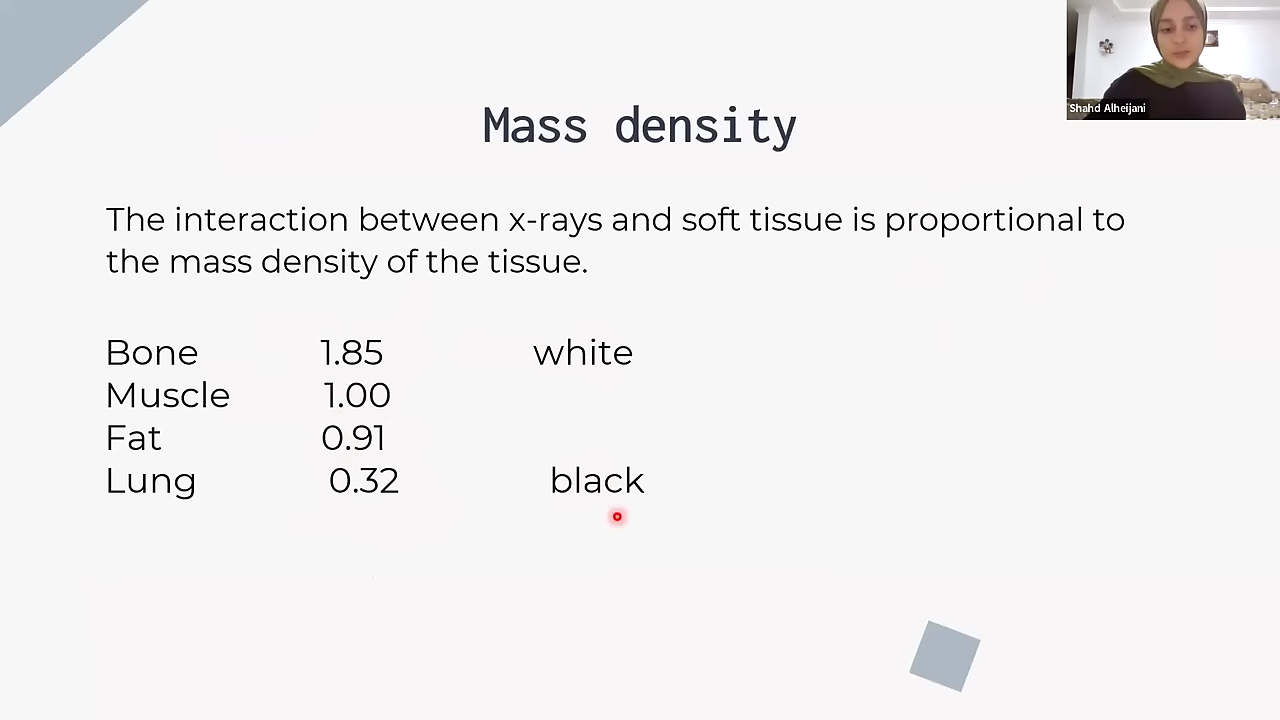 Shahd Alheijani
Mass density
The interaction between x-rays and soft tissue is proportional to
the mass density of the tissue.
Bone 1.85 white
Muscle 1.00
Fat 0.91
Lung 0.32 black